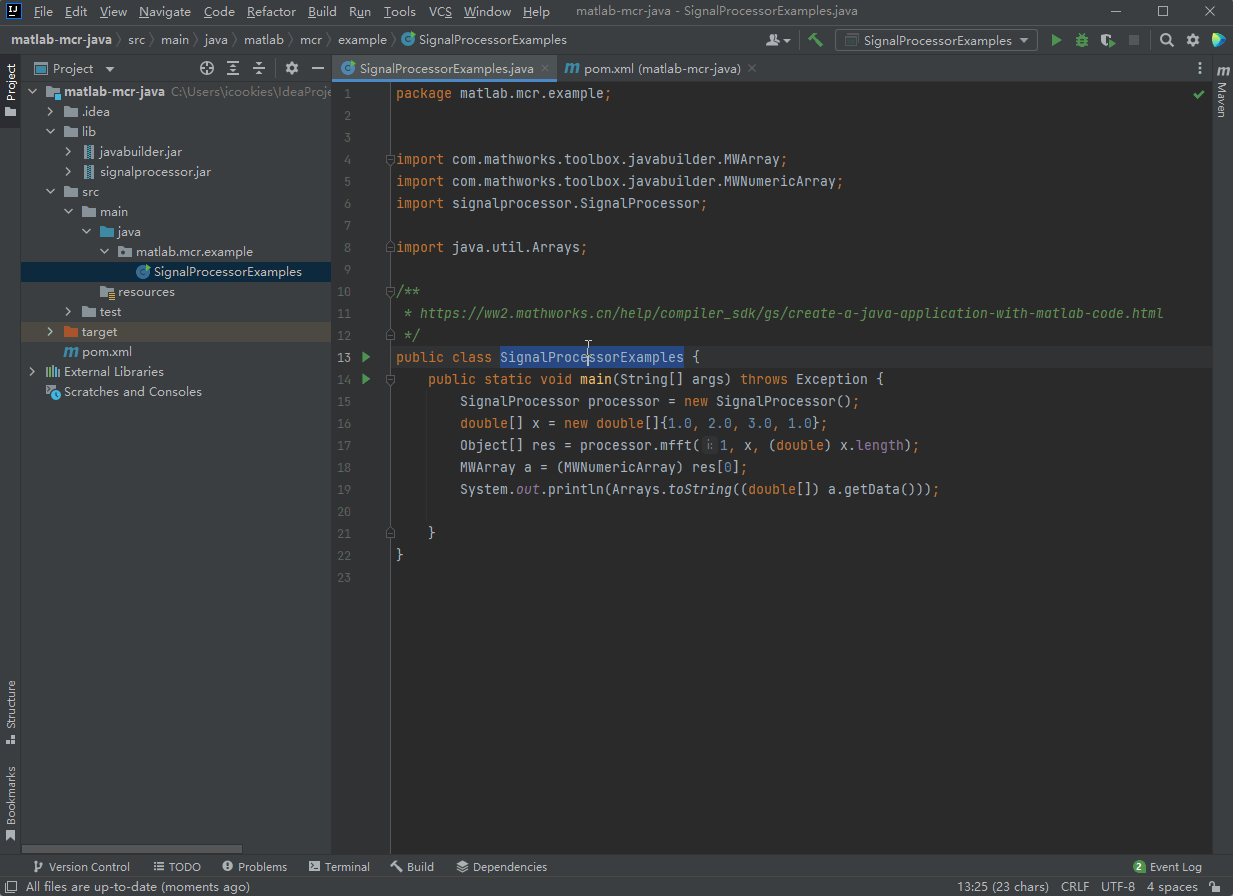 File Edit View Navigate Code Refactor Build Run Tools VCS Window Help matlab-mcr-java - SignalProcessorExamples.java
matlab-mcr-java src main java matlab mcr example SignalProcessorExamples SignalProcessorExamples
Project
SignalProcessorExamples.java
pom.xml (matlab-mcr-java)
Project
matlab-mcr-java C:\Users\icookies\IdeaProje
.idea
lib
javabuilder.jar
signalprocessor.jar
src
main
java
matlab.mcr.example
SignalProcessorExamples
resources
test
target
pom.xml
External Libraries
Scratches and Consoles
Structure
Bookmarks
1 package matlab.mcr.example;
2
3
4 import com.mathworks.toolbox.javabuilder.MWArray;
5 import com.mathworks.toolbox.javabuilder.MWNumericArray;
6 import signalprocessor.SignalProcessor;
7
8 import java.util.Arrays;
9
10 /**
11 * https://ww2.mathworks.cn/help/compiler_sdk/gs/create-a-java-application-with-matlab-code.html
12 */
13 public class SignalProcessorExamples {
14 public static void main(String[] args) throws Exception {
15 SignalProcessor processor = new SignalProcessor();
16 double[] x = new double[]{1.0, 2.0, 3.0, 1.0};
17 Object[] res = processor.mfft( i: 1, x, (double) x.length);
18 MWArray a = (MWNumericArray) res[0];
19 System.out.println(Arrays.toString((double[]) a.getData()));
20
21 }
22 }
23
m Maven
Version Control TODO Problems Terminal Build Dependencies 2 Event Log
All files are up-to-date (moments ago) 13:25 (23 chars) CRLF UTF-8 4 spaces